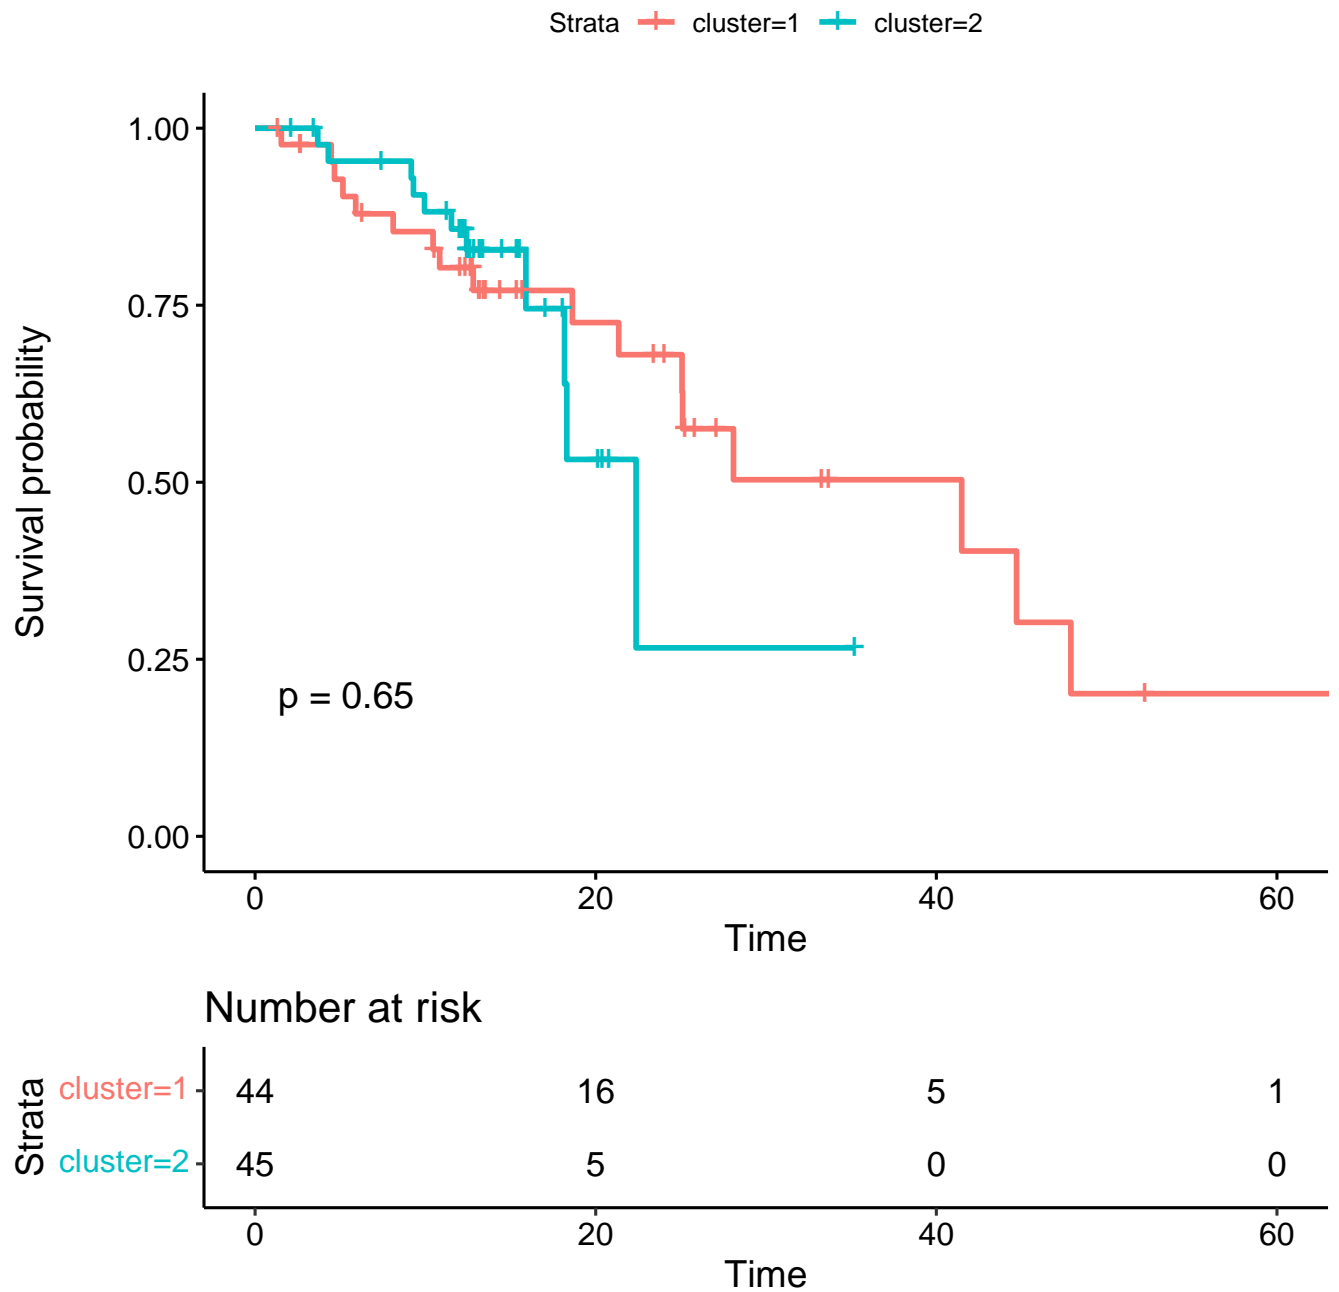 Strata cluster=1 cluster=2
Survival probability
1.00
0.75
0.50
0.25
0.00
p = 0.65
0 20 40 60
Time
Number at risk
Strata
cluster=1 44 16 5 1
cluster=2 45 5 0 0
0 20 40 60
Time